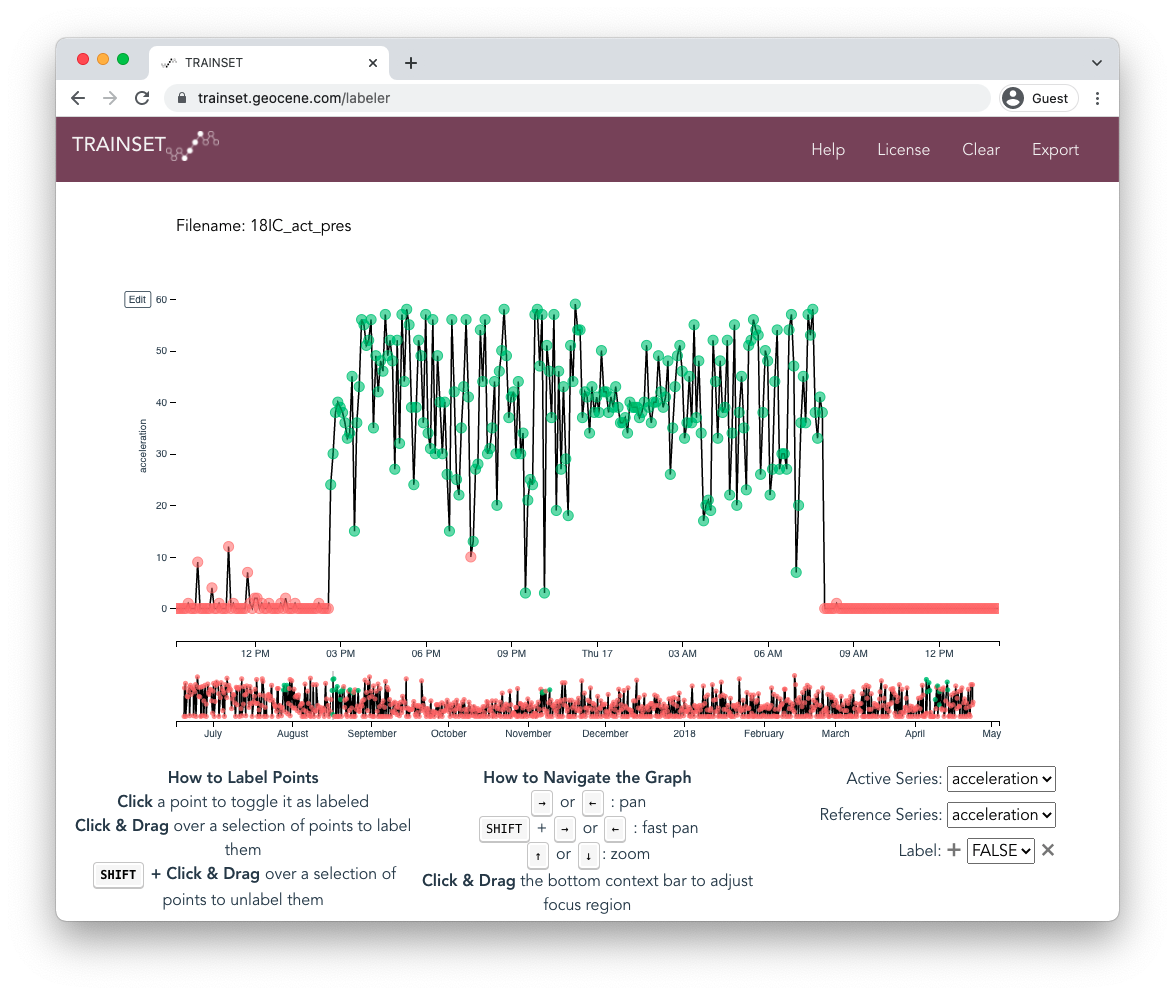 TRAINSET
trainset.geocene.com/labeler
Guest
TRAINSET
Help
License
Clear
Export
Filename: 18IC_act_pres
Edit
60
50
40
30
20
10
0
acceleration
12 PM
03 PM
06 PM
09 PM
Thu 17
03 AM
06 AM
09 AM
12 PM
July
August
September
October
November
December
2018
February
March
April
May
How to Label Points
Click a point to toggle it as labeled
Click & Drag over a selection of points to label
them
SHIFT + Click & Drag over a selection of
points to unlabel them
How to Navigate the Graph
→ or ← : pan
SHIFT + → or ← : fast pan
↑ or ↓ : zoom
Click & Drag the bottom context bar to adjust
focus region
Active Series: acceleration
Reference Series: acceleration
Label: + FALSE ×